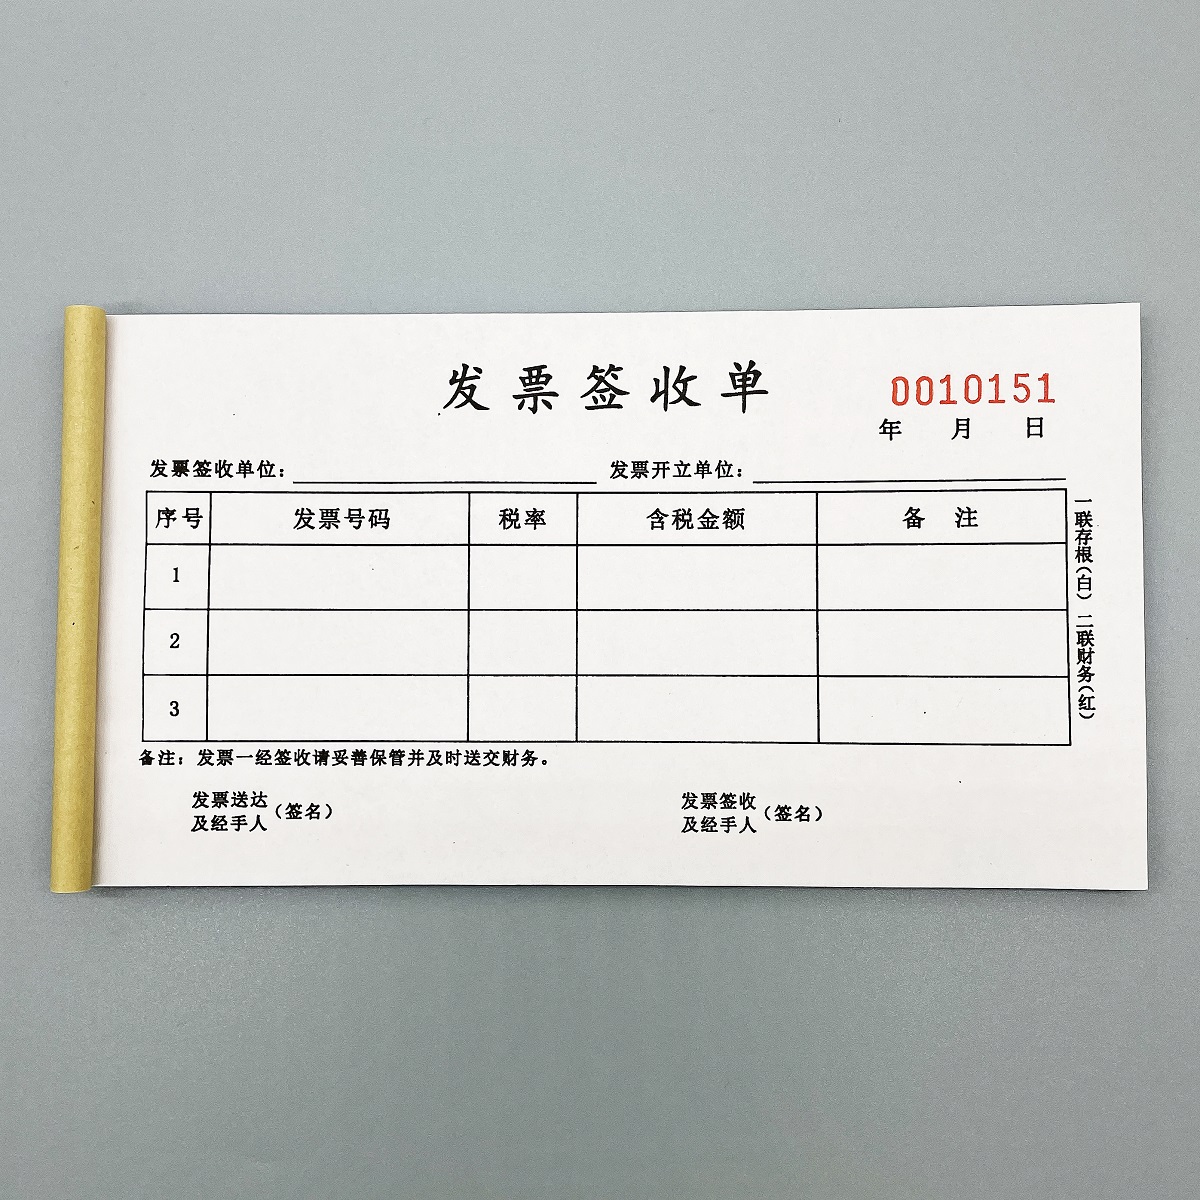 发票签收单
0010151
年 月 日
发票签收单位： 发票开立单位：
序号 发票号码 税率 含税金额 备 注
1
2
3
一联存根（白） 二联财务（红）
备注：发票一经签收请妥善保管并及时送交财务。
发票送达及经手人（签名） 发票签收及经手人（签名）